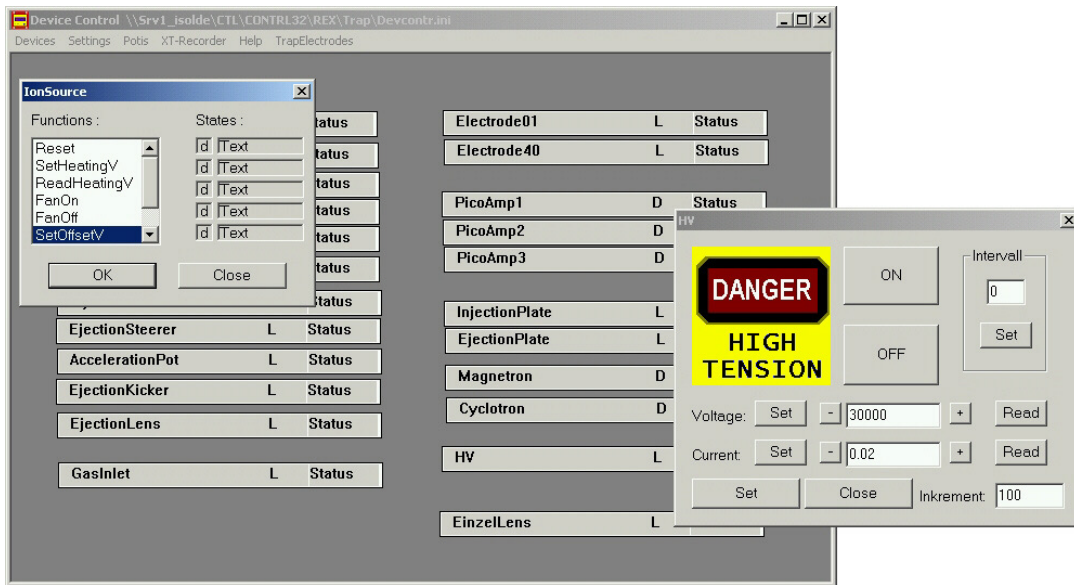 Device Control \\Srv1_isolde\CTL\CONTRL32\REX\Trap\Devcontr.ini
Devices Settings Potis XT-Recorder Help TrapElectrodes
IonSource
Functions : States :
Reset
SetHeatingV
ReadHeatingV
FanOn
FanOff
SetOffsetV
d Text
d Text
d Text
d Text
d Text
OK Close
tatus
tatus
tatus
tatus
tatus
tatus
Status
EjectionSteerer L Status
AccelerationPot L Status
EjectionKicker L Status
EjectionLens L Status
GasInlet L Status
Electrode01 L Status
Electrode40 L Status
PicoAmp1 D Status
PicoAmp2 D
PicoAmp3 D
InjectionPlate L
EjectionPlate L
Magnetron D
Cyclotron D
HV L
EinzelLens L
HV
DANGER
HIGH
TENSION
ON
OFF
Intervall
0
Set
Voltage: Set - 30000 + Read
Current: Set - 0.02 + Read
Set Close Inkrement: 100